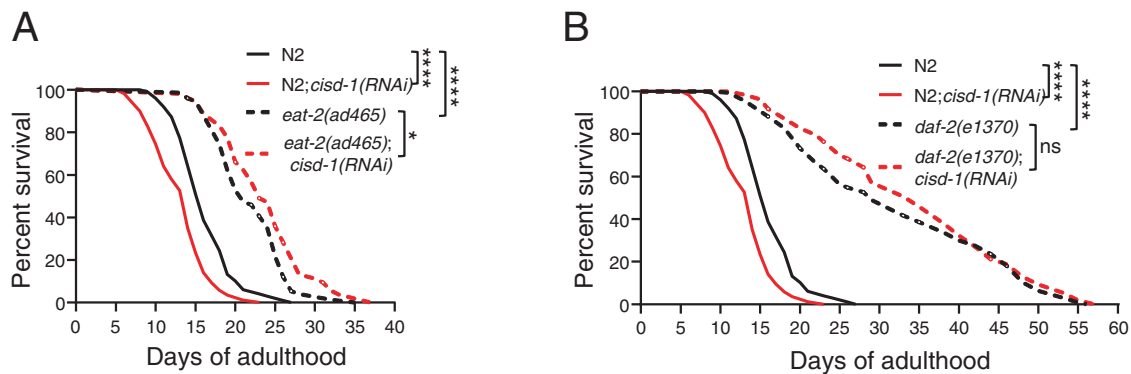 A
N2
N2;cisd-1(RNAi)
eat-2(ad465)
eat-2(ad465);
cisd-1(RNAi)
****
****
*
Percent survival
100
80
60
40
20
0
0 5 10 15 20 25 30 35 40
Days of adulthood
B
N2
N2;cisd-1(RNAi)
daf-2(e1370)
daf-2(e1370);
cisd-1(RNAi)
****
****
ns
Percent survival
100
80
60
40
20
0
0 5 10 15 20 25 30 35 40 45 50 55 60
Days of adulthood